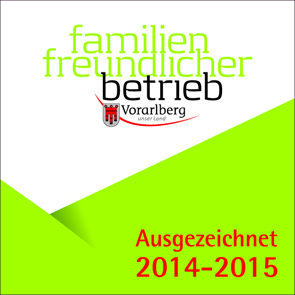 familien
freundlicher
betrieb
Vorarlberg
unser Land
Ausgezeichnet
2014-2015